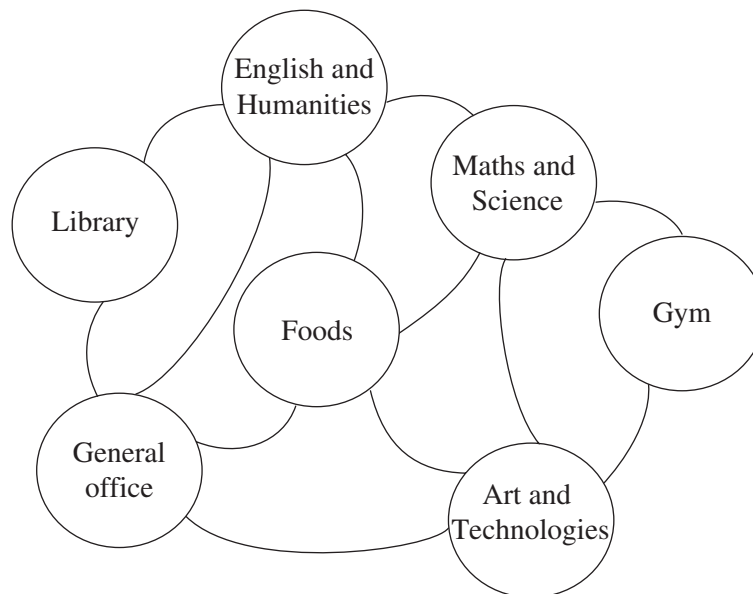 English and
Humanities
Maths and
Science
Library
Gym
Foods
General
office
Art and
Technologies